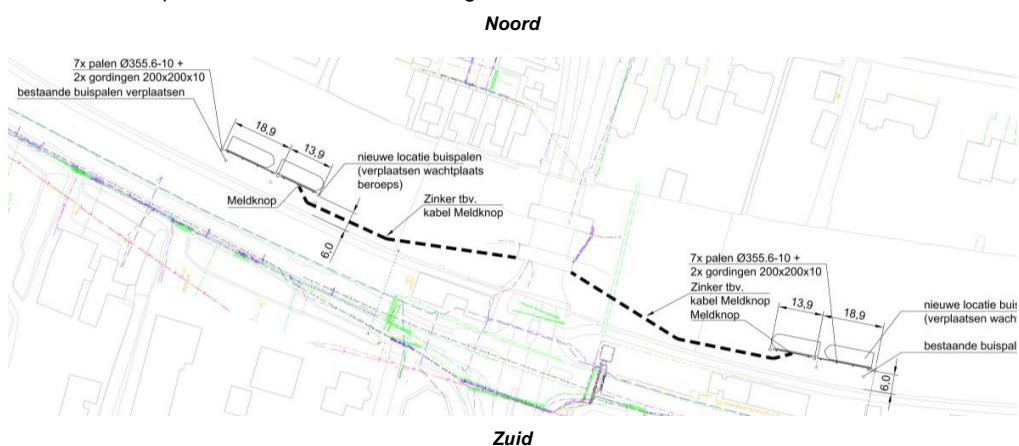 Noord
7x palen Ø355.6-10 +
2x gordingen 200x200x10
bestaande buispalen verplaatsen
18,9
13,9
nieuwe locatie buispalen
(verplaatsen wachtplaats
beroeps)
Meldknop
Zinker tbv.
kabel Meldknop
6,0
7x palen Ø355.6-10 +
2x gordingen 200x200x10
Zinker tbv.
kabel Meldknop
Meldknop
13,9
18,9
nieuwe locatie buis
(verplaatsen wach
bestaande buispal
6,0
Zuid